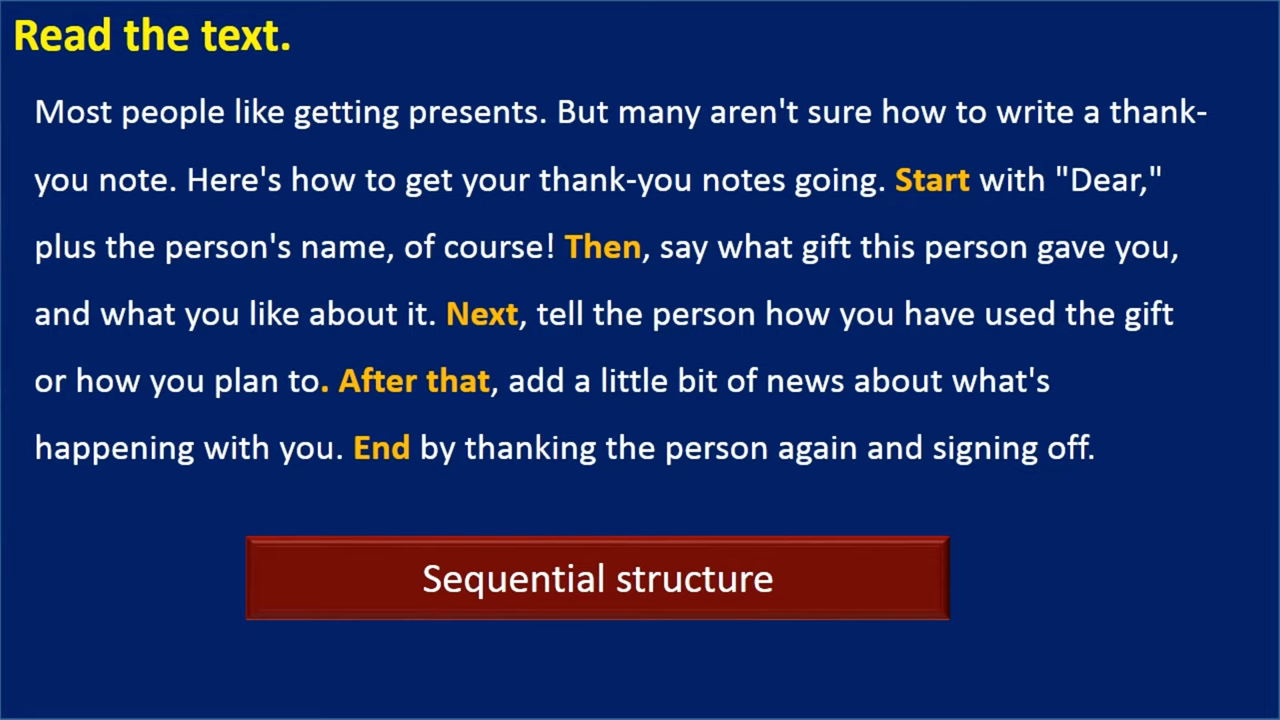 Read the text.
Most people like getting presents. But many aren't sure how to write a thank-
you note. Here's how to get your thank-you notes going. Start with "Dear,"
plus the person's name, of course! Then, say what gift this person gave you,
and what you like about it. Next, tell the person how you have used the gift
or how you plan to. After that, add a little bit of news about what's
happening with you. End by thanking the person again and signing off.
Sequential structure